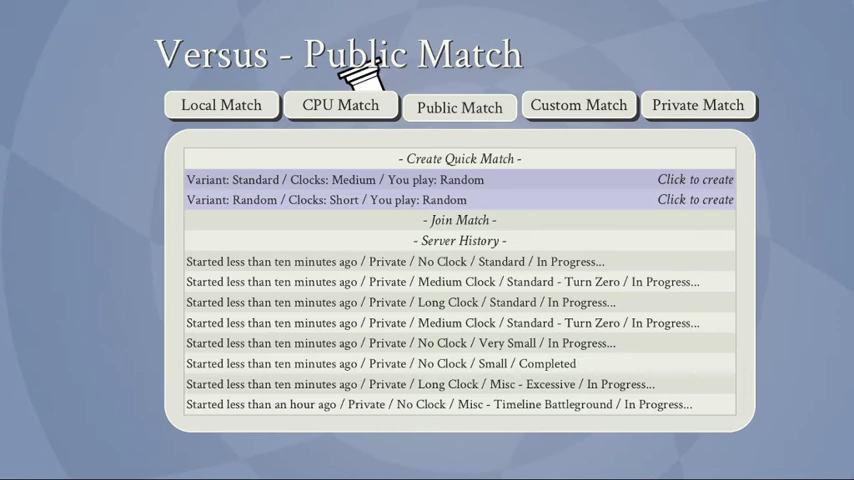 Versus - Public Match
Local Match
CPU Match
Public Match
Custom Match
Private Match
- Create Quick Match -
Variant: Standard / Clocks: Medium / You play: Random Click to create
Variant: Random / Clocks: Short / You play: Random Click to create
- Join Match -
- Server History -
Started less than ten minutes ago / Private / No Clock / Standard / In Progress...
Started less than ten minutes ago / Private / Medium Clock / Standard - Turn Zero / In Progress...
Started less than ten minutes ago / Private / Long Clock / Standard / In Progress...
Started less than ten minutes ago / Private / Medium Clock / Standard - Turn Zero / In Progress...
Started less than ten minutes ago / Private / No Clock / Very Small / In Progress...
Started less than ten minutes ago / Private / No Clock / Small / Completed
Started less than ten minutes ago / Private / Long Clock / Misc - Excessive / In Progress...
Started less than an hour ago / Private / No Clock / Misc - Timeline Battleground / In Progress...